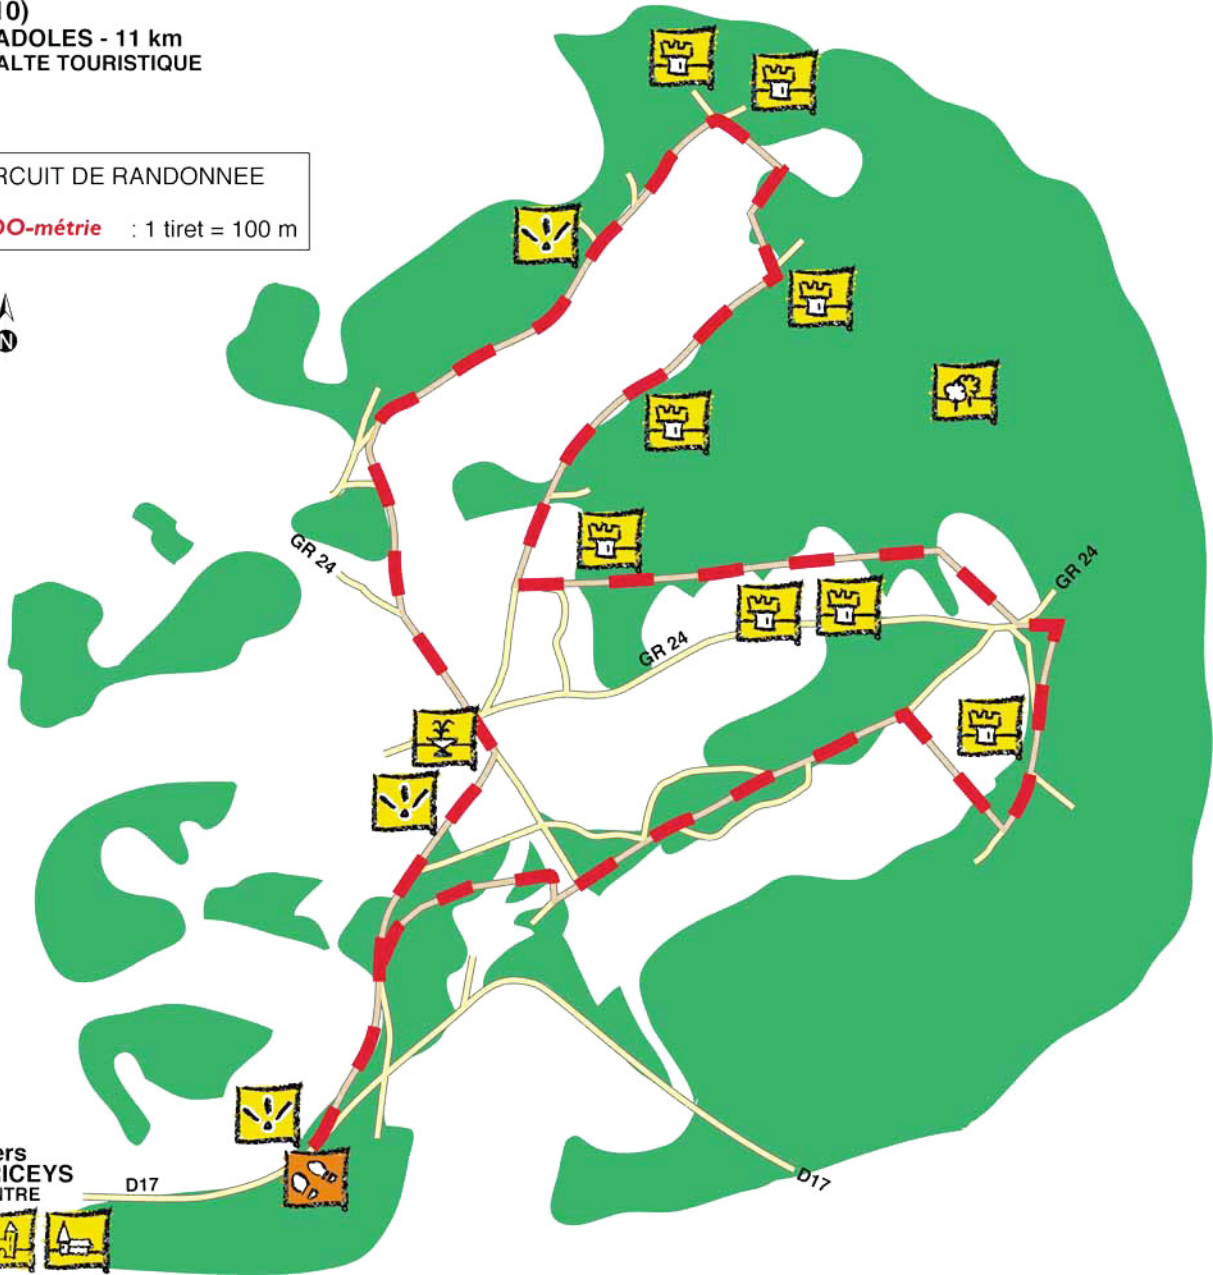 10)
ADOLES - 11 km
ALTE TOURISTIQUE
RCUIT DE RANDONNEE
DO-métrie : 1 tiret = 100 m
N
GR 24
GR 24
GR 24
ers
RICEYS
NTRE
D17
D17